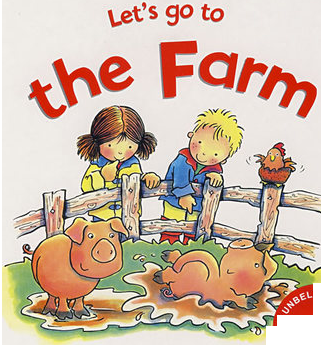 Let's go to
the Farm
UNBEL